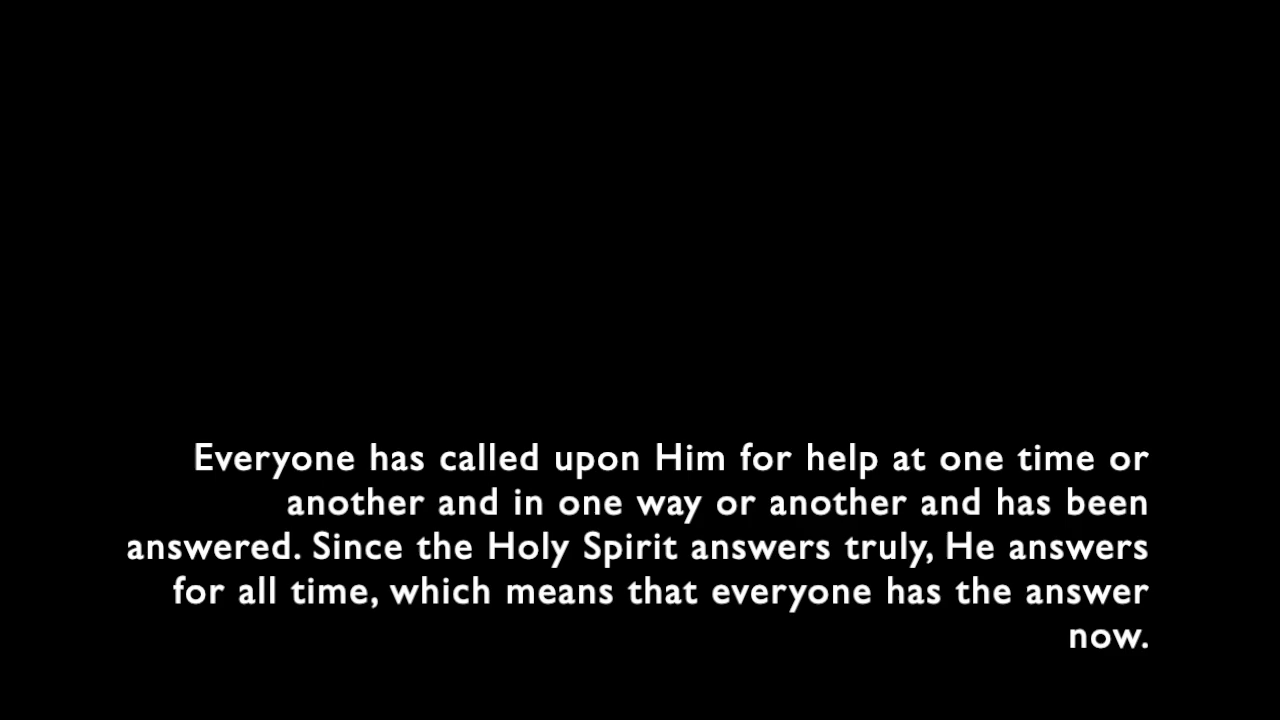 Everyone has called upon Him for help at one time or
another and in one way or another and has been
answered. Since the Holy Spirit answers truly, He answers
for all time, which means that everyone has the answer
now.